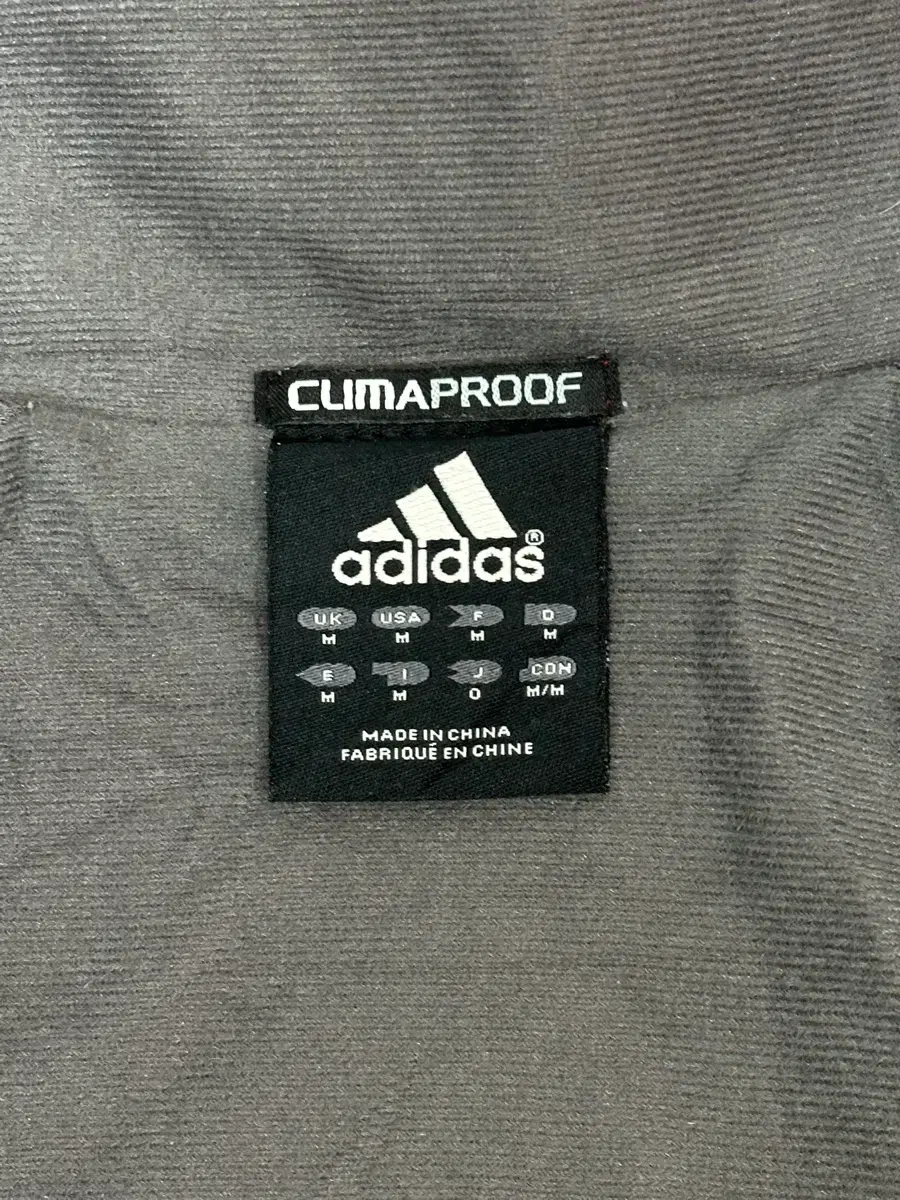 CLIMAPROOF
adidas®
UK USA F D
M M M M
E I J CDN
M M O M/M
MADE IN CHINA
FABRIQUÉ EN CHINE